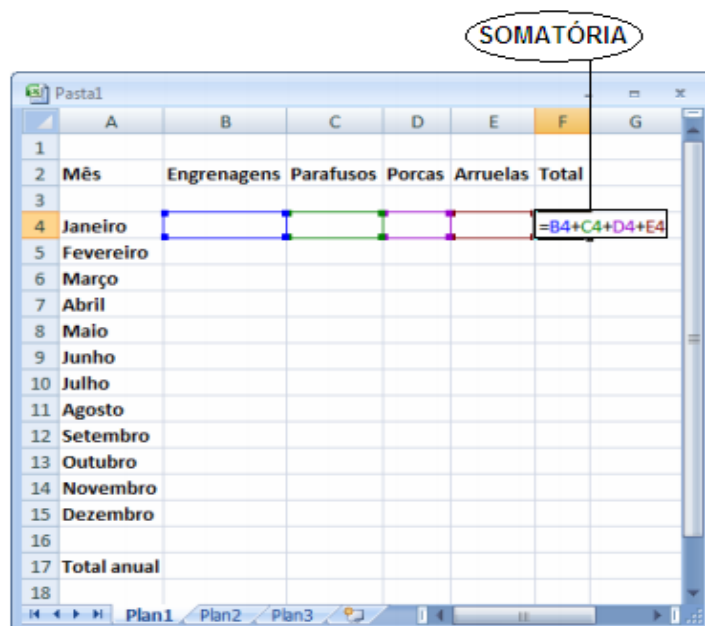 SOMATÓRIA
Pasta1
A B C D E F G
1
2 Mês Engrenagens Parafusos Porcas Arruelas Total
3
4 Janeiro =B4+C4+D4+E4
5 Fevereiro
6 Março
7 Abril
8 Maio
9 Junho
10 Julho
11 Agosto
12 Setembro
13 Outubro
14 Novembro
15 Dezembro
16
17 Total anual
18
Plan1 Plan2 Plan3